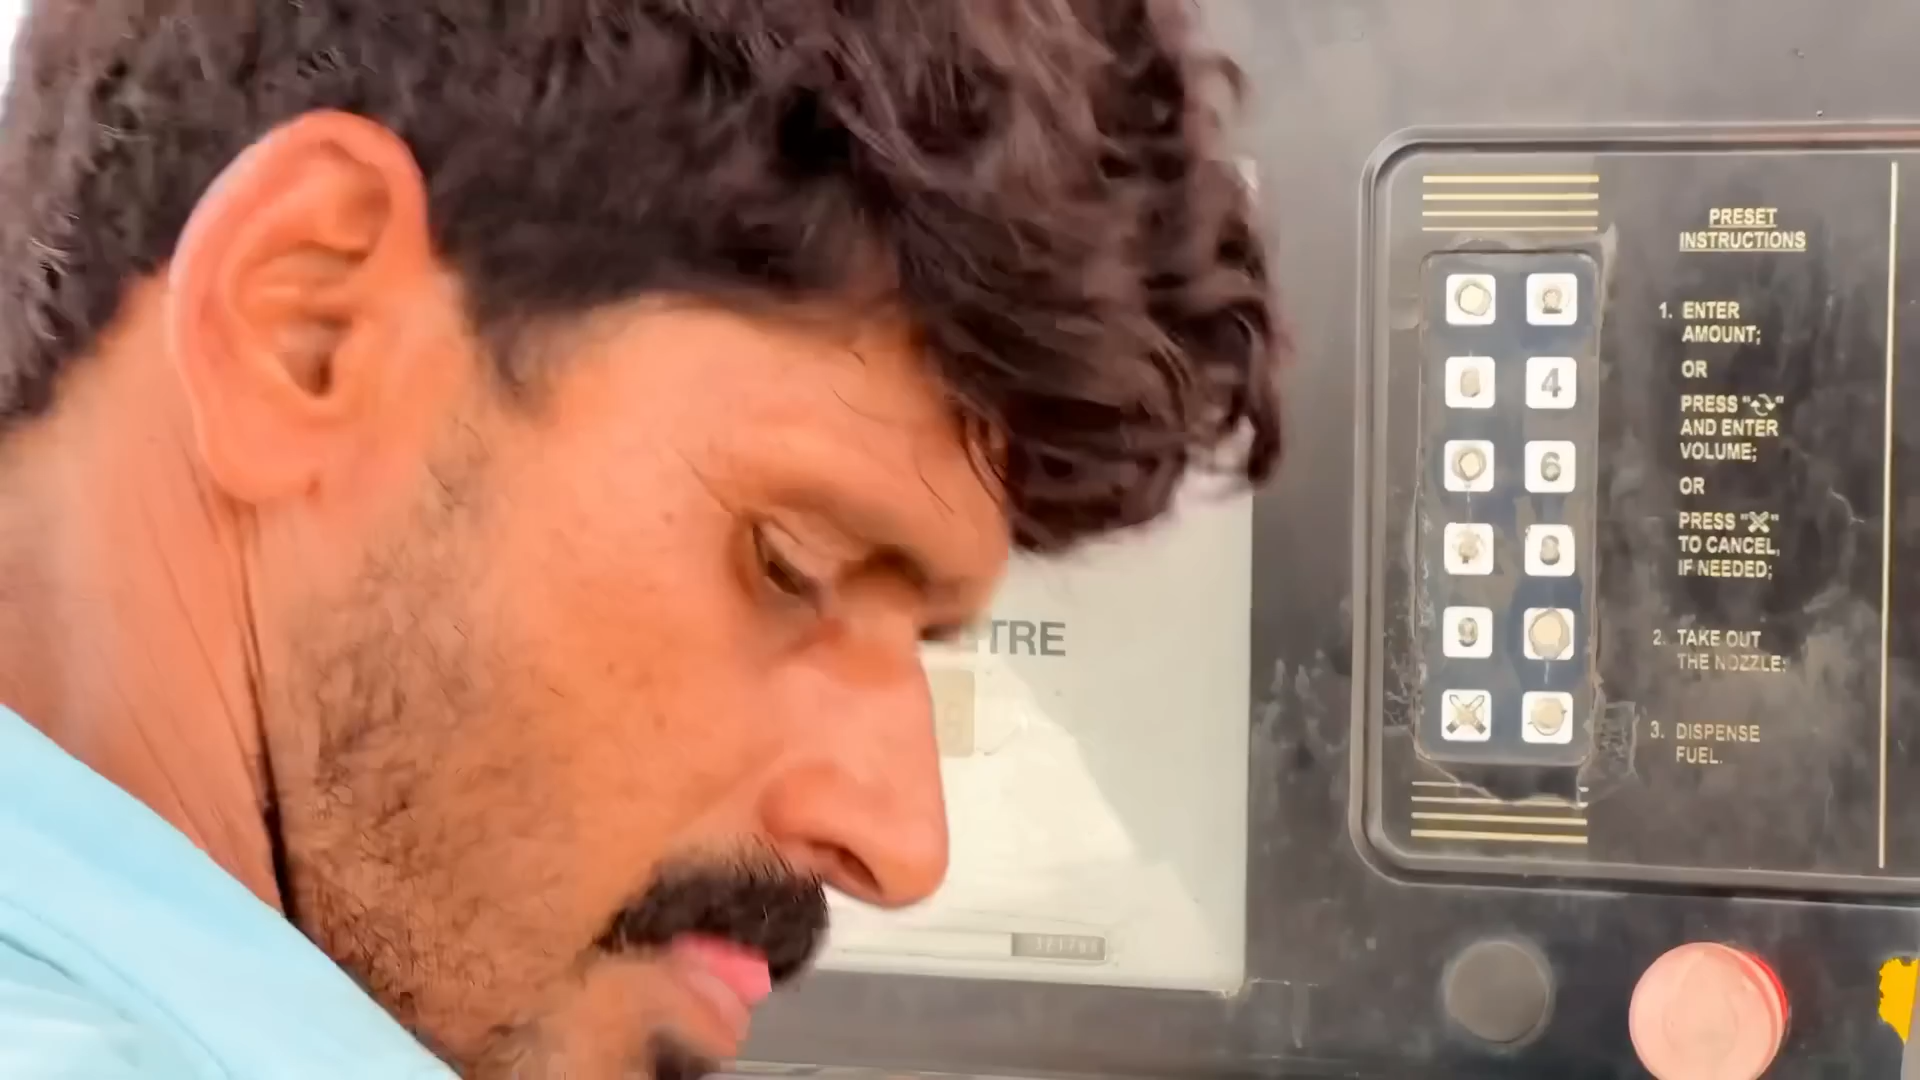 PRESET
INSTRUCTIONS
1. ENTER
AMOUNT;
OR
PRESS "🗘"
AND ENTER
VOLUME;
OR
PRESS "X"
TO CANCEL,
IF NEEDED;
2. TAKE OUT
THE NOZZLE;
3. DISPENSE
FUEL.
4
6
8
9
X
TRE